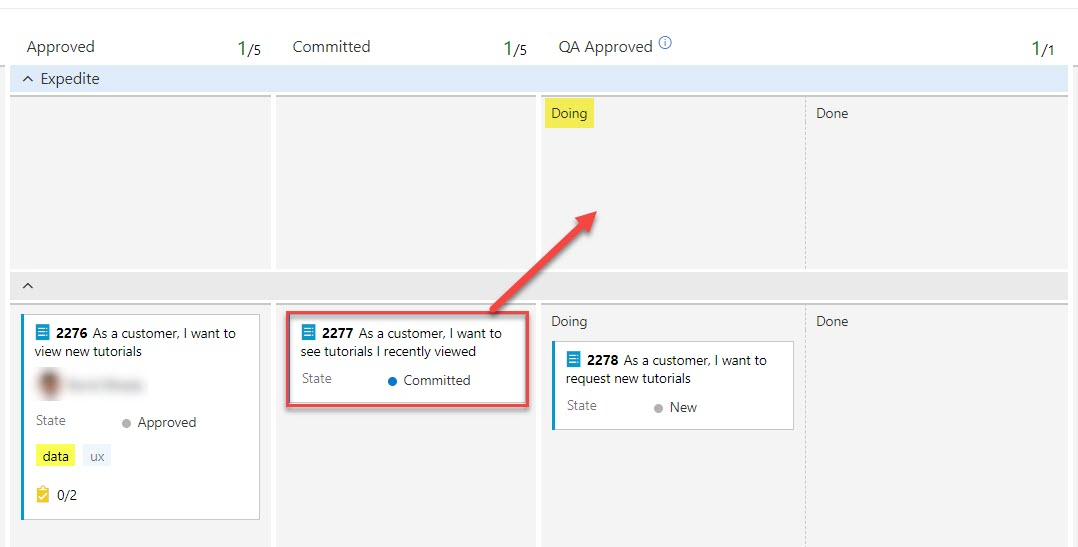 Approved 1/5 Committed 1/5 QA Approved 1/1
Expedite
Doing Done
2276 As a customer, I want to
view new tutorials
State Approved
data ux
0/2
2277 As a customer, I want to
see tutorials I recently viewed
State Committed
Doing Done
2278 As a customer, I want to
request new tutorials
State New